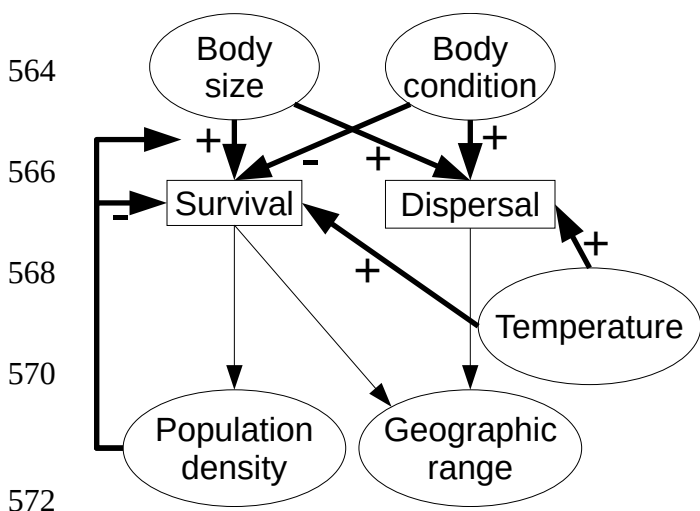 564
Body
size
Body
condition
+
+
-
+
566
Survival
Dispersal
-
+
+
568
Temperature
570
Population
density
Geographic
range
572